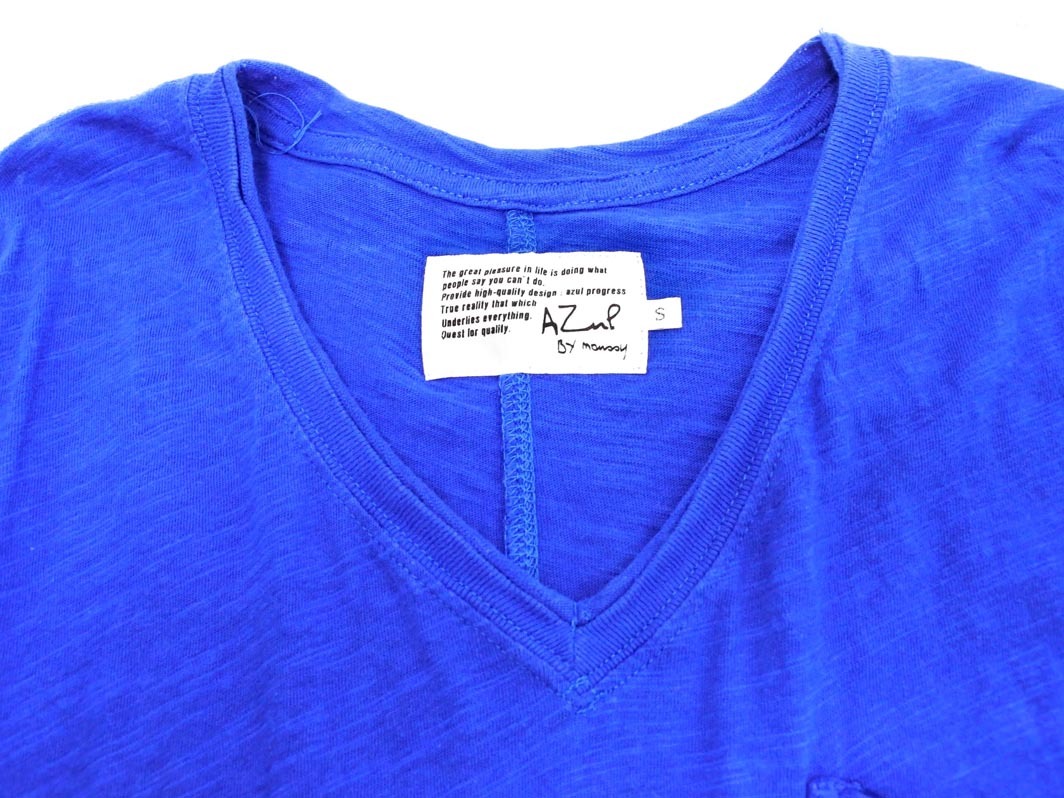 The great pleasure in life is doing what
people say you can't do.
Provide high-quality design . azul progress
True reality that which
Underlies everything.
Quest for quality.
AZul
BY moussy
S